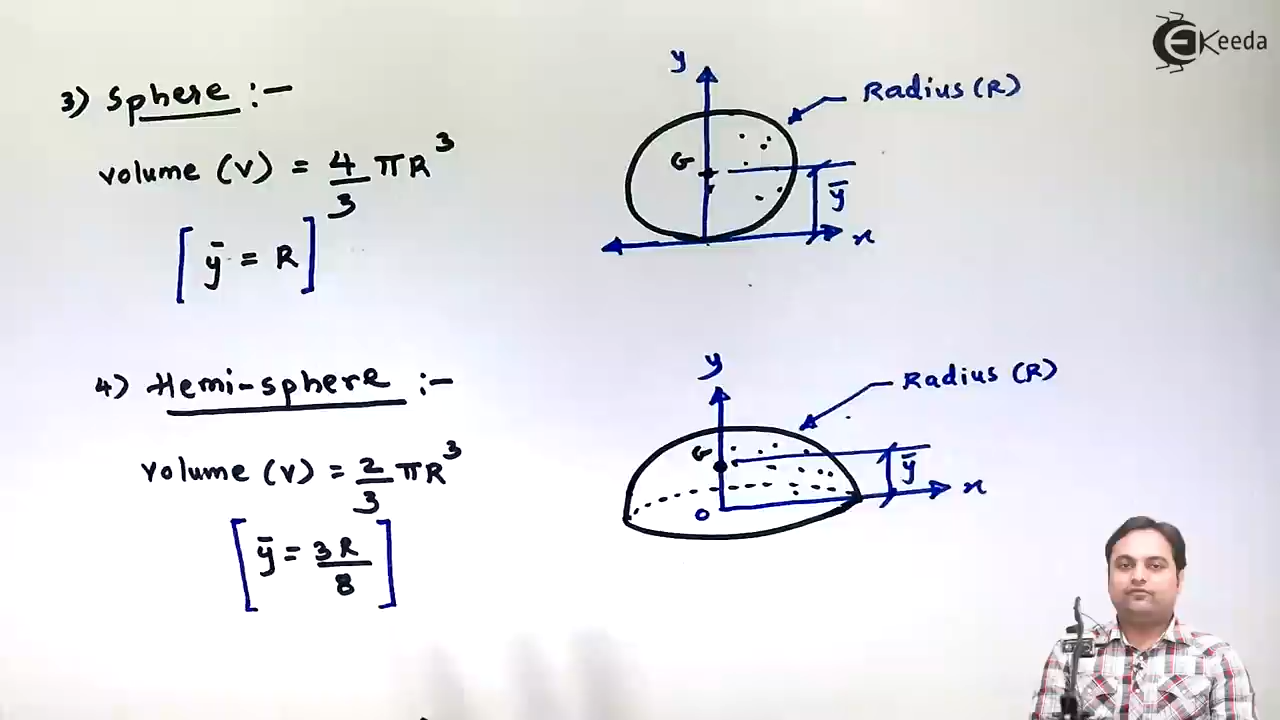 EKeeda
3) Sphere :-
Volume (V) = 4/3 πR³
[ȳ = R]
y
Radius (R)
G
ȳ
x
4) Hemi-sphere :-
Volume (V) = 2/3 πR³
[ȳ = 3R/8]
y
Radius (R)
G
ȳ
O
x